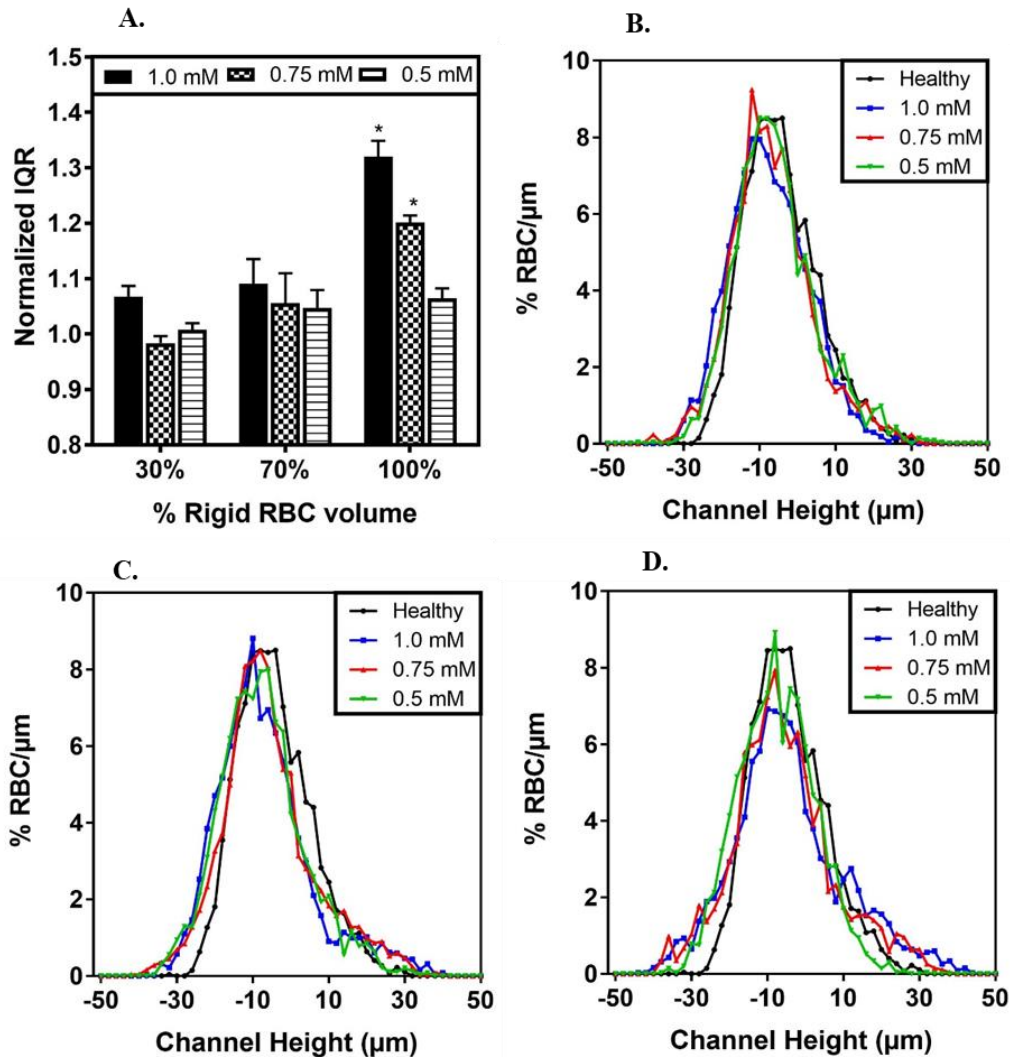 A.
1.5
1.4
1.3
1.2
1.1
1.0
0.9
0.8
Normalized IQR
1.0 mM 0.75 mM 0.5 mM
*
*
30% 70% 100%
% Rigid RBC volume
B.
10
8
6
4
2
0
% RBC/µm
Healthy
1.0 mM
0.75 mM
0.5 mM
-50 -30 -10 10 30 50
Channel Height (µm)
C.
10
8
6
4
2
0
% RBC/µm
Healthy
1.0 mM
0.75 mM
0.5 mM
-50 -30 -10 10 30 50
Channel Height (µm)
D.
10
8
6
4
2
0
% RBC/µm
Healthy
1.0 mM
0.75 mM
0.5 mM
-50 -30 -10 10 30 50
Channel Height (µm)